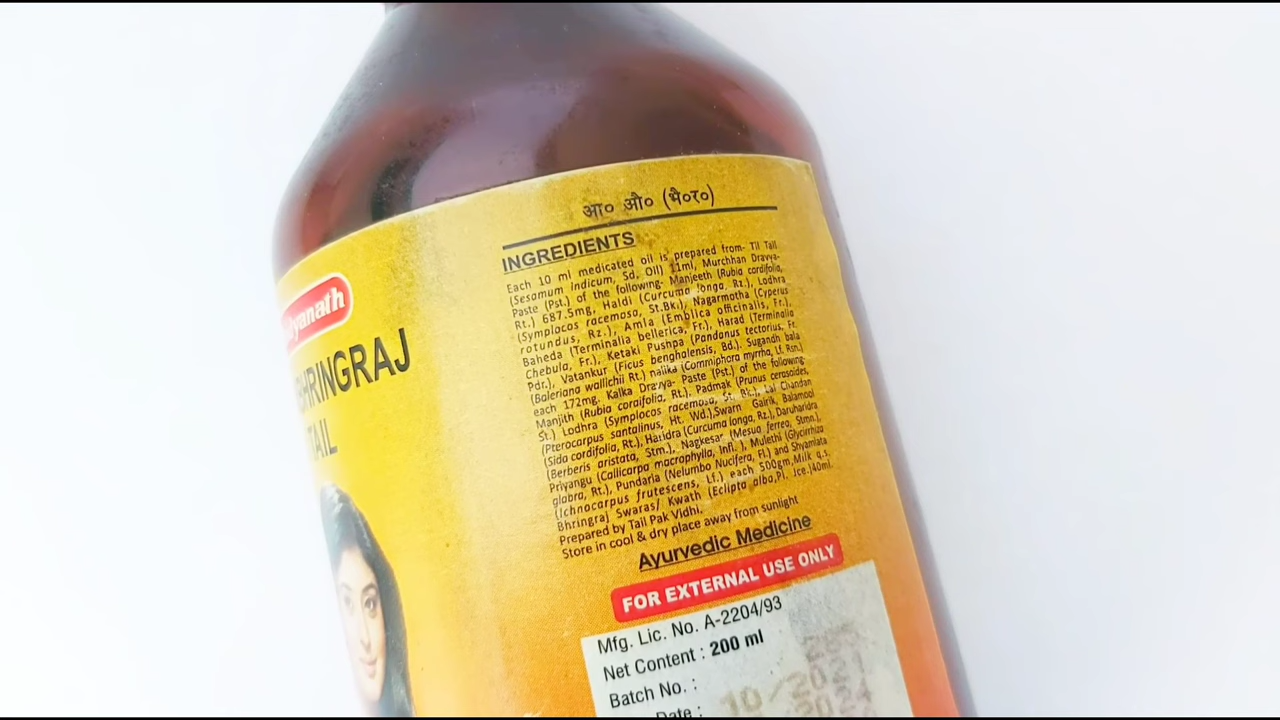 yanath
BHRINGRAJ
TAIL
आ० औ० (भै०र०)
INGREDIENTS
Each 10 ml medicated oil is prepared from- Til Tail
(Sesamum Indicum, Sd. Oil) 11ml, Murchhan Dravya-
Paste (Pst.) of the following- Manjeeth (Rubia cordifolia,
Rt.) 687.5mg, Haldi (Curcuma longa, Rz.), Lodhra
(Symplocos racemosa, St.Bk.), Nagarmotha (Cyperus
rotundus, Rz.), Amla (Emblica officinalis, Fr.),
Baheda (Terminalia bellerica, Fr.), Harad (Terminalia
Chebula, Fr.), Ketaki Pushpa (Pandanus tectorius, Fr.
Pdr.), Vatankur (Ficus benghalensis, Bd.). Sugandh bala
(Baleriana wallichii Rt.) nalika (Commiphora myrrha, Lf. Rsn.)
each 172mg. Kalka Dravya- Paste (Pst.) of the following-
Manjith (Rubia cordifolia, Rt.), Padmak (Prunus cerasoides,
St.) Lodhra (Symplocos racemosa, St. Bk.), Lal Chandan
(Pterocarpus santalinus, Ht. Wd.),Swarn Gairik, Balamool
(Sida cordifolia, Rt.), Haridra (Curcuma longa, Rz.), Daruharidra
(Berberis aristata, Stm.), Nagkesar (Mesua ferrea, Stmn.),
Priyangu (Callicarpa macrophylla, Infl. ), Mulethi (Glycirrhiza
glabra, Rt.), Pundaria (Nelumbo Nucifera, Fl.) and Shyamlata
(Ichnocarpus frutescens, Lf.) each 500gm,Milk q.s.
Bhringraj Swaras/ Kwath (Eclipta alba,Pl. Jce.)40ml.
Prepared by Tail Pak Vidhi.
Store in cool & dry place away from sunlight
Ayurvedic Medicine
FOR EXTERNAL USE ONLY
Mfg. Lic. No. A-2204/93
Net Content : 200 ml
Batch No. :
Date : 10/2021